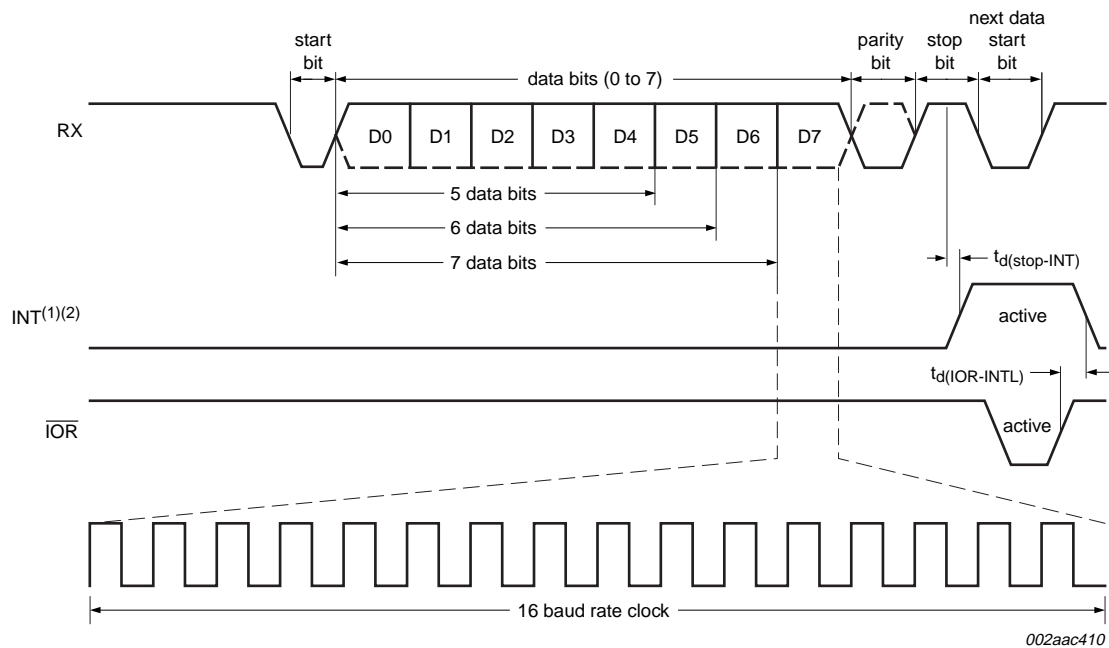 next data
start parity stop start
bit bit bit bit
data bits (0 to 7)
RX
D0 D1 D2 D3 D4 D5 D6 D7
5 data bits
6 data bits
7 data bits
td(stop-INT)
INT(1)(2)
active
td(IOR-INTL)
IOR
active
16 baud rate clock
002aac410